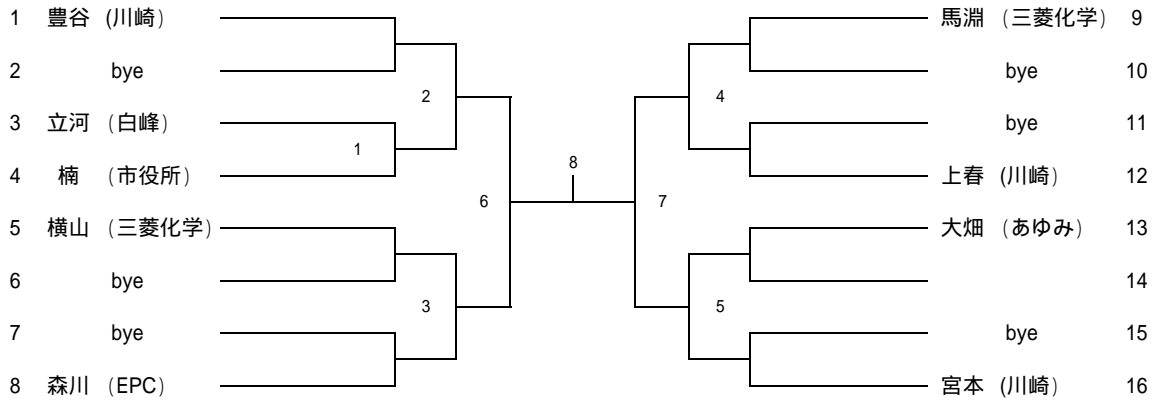 1 豊谷 (川崎)
2 bye
3 立河 (白峰)
4 楠 (市役所)
5 横山 (三菱化学)
6 bye
7 bye
8 森川 (EPC)
1
2
3
6
8
7
4
5
馬淵 (三菱化学) 9
bye 10
bye 11
上春 (川崎) 12
大畑 (あゆみ) 13
14
bye 15
宮本 (川崎) 16